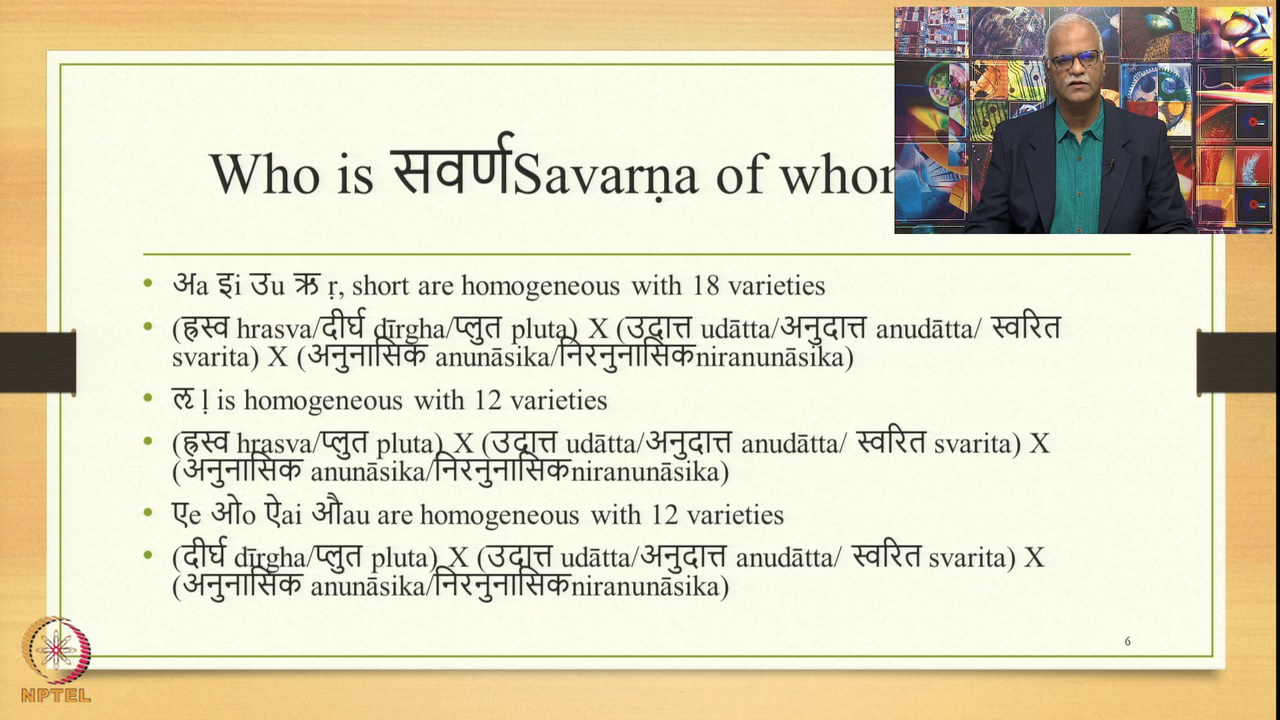 Who is सवर्णSavarṇa of whom
अa इi उu ऋ ṛ, short are homogeneous with 18 varieties
(ह्रस्व hrasva/दीर्घ dīrgha/प्लुत pluta) X (उदात्त udātta/अनुदात्त anudātta/ स्वरित
svarita) X (अनुनासिक anunāsika/निरनुनासिकniranunāsika)
ऌ ḷ is homogeneous with 12 varieties
(ह्रस्व hrasva/प्लुत pluta) X (उदात्त udātta/अनुदात्त anudātta/ स्वरित svarita) X
(अनुनासिक anunāsika/निरनुनासिकniranunāsika)
एe ओo ऐai औau are homogeneous with 12 varieties
(दीर्घ dīrgha/प्लुत pluta) X (उदात्त udātta/अनुदात्त anudātta/ स्वरित svarita) X
(अनुनासिक anunāsika/निरनुनासिकniranunāsika)
6
NPTEL